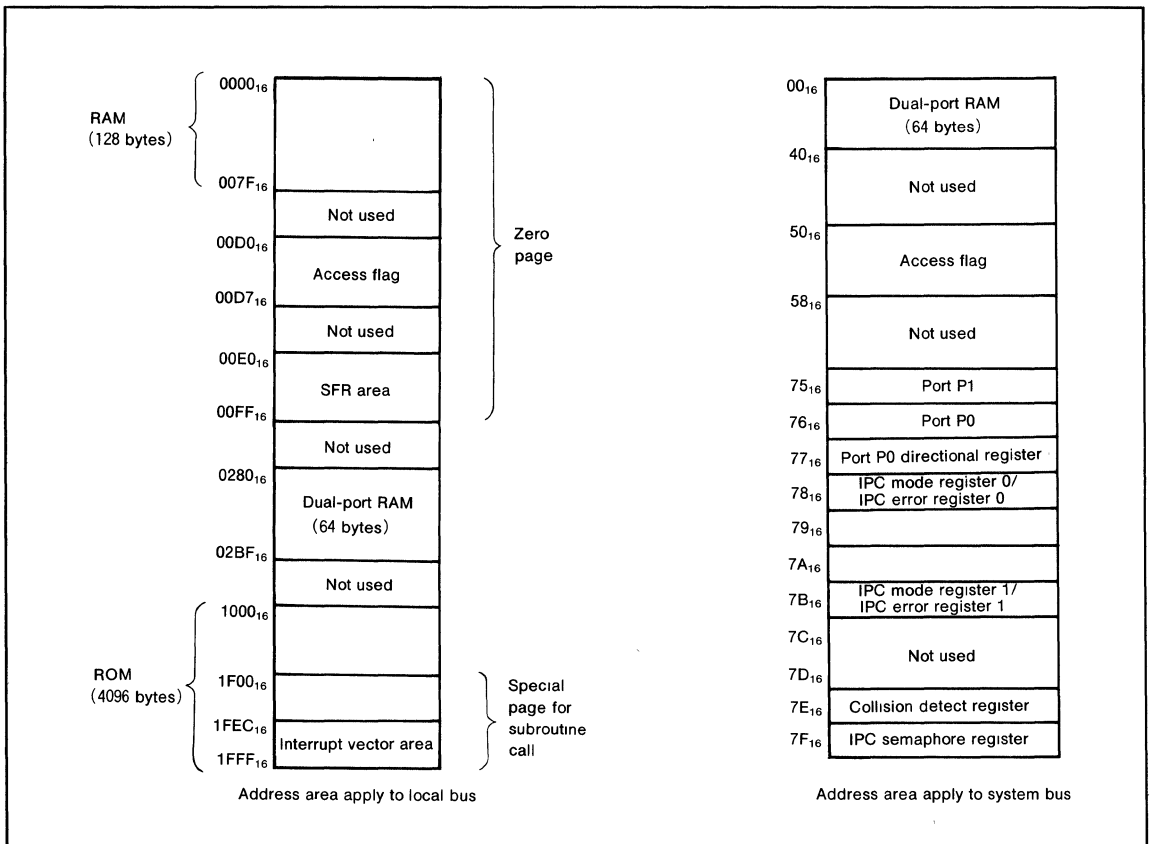 RAM
(128 bytes)
0000₁₆
007F₁₆
Not used
00D0₁₆
Access flag
00D7₁₆
Not used
00E0₁₆
SFR area
00FF₁₆
Zero
page
Not used
0280₁₆
Dual-port RAM
(64 bytes)
02BF₁₆
Not used
ROM
(4096 bytes)
1000₁₆
1F00₁₆
1FEC₁₆
Interrupt vector area
1FFF₁₆
Special
page for
subroutine
call
Address area apply to local bus
00₁₆
Dual-port RAM
(64 bytes)
40₁₆
Not used
50₁₆
Access flag
58₁₆
Not used
75₁₆ Port P1
76₁₆ Port P0
77₁₆ Port P0 directional register
IPC mode register 0/
78₁₆ IPC error register 0
79₁₆
7A₁₆
IPC mode register 1/
7B₁₆ IPC error register 1
7C₁₆
Not used
7D₁₆
7E₁₆ Collision detect register
7F₁₆ IPC semaphore register
Address area apply to system bus